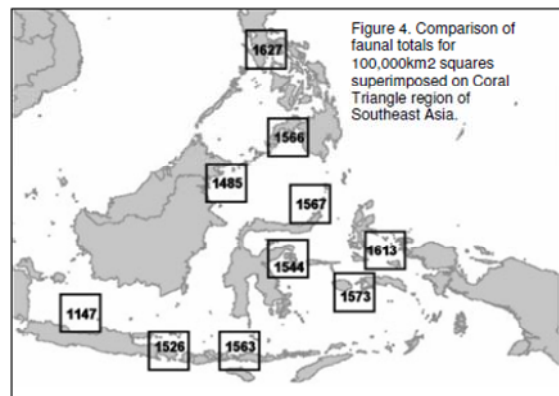 Figure 4. Comparison of
faunal totals for
100,000km2 squares
superimposed on Coral
Triangle region of
Southeast Asia.
1627
1566
1485
1567
1613
1544
1573
1147
1526
1563